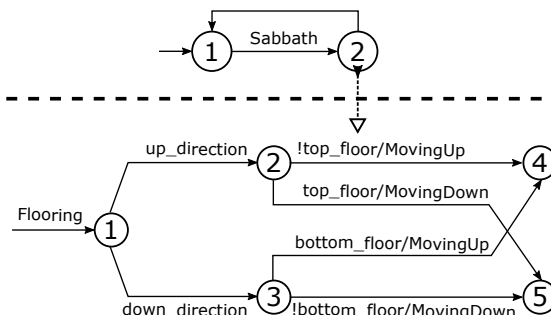 Sabbath
1
2
up_direction
2
!top_floor/MovingUp
4
top_floor/MovingDown
Flooring
1
bottom_floor/MovingUp
3
5
down_direction
!bottom_floor/MovingDown